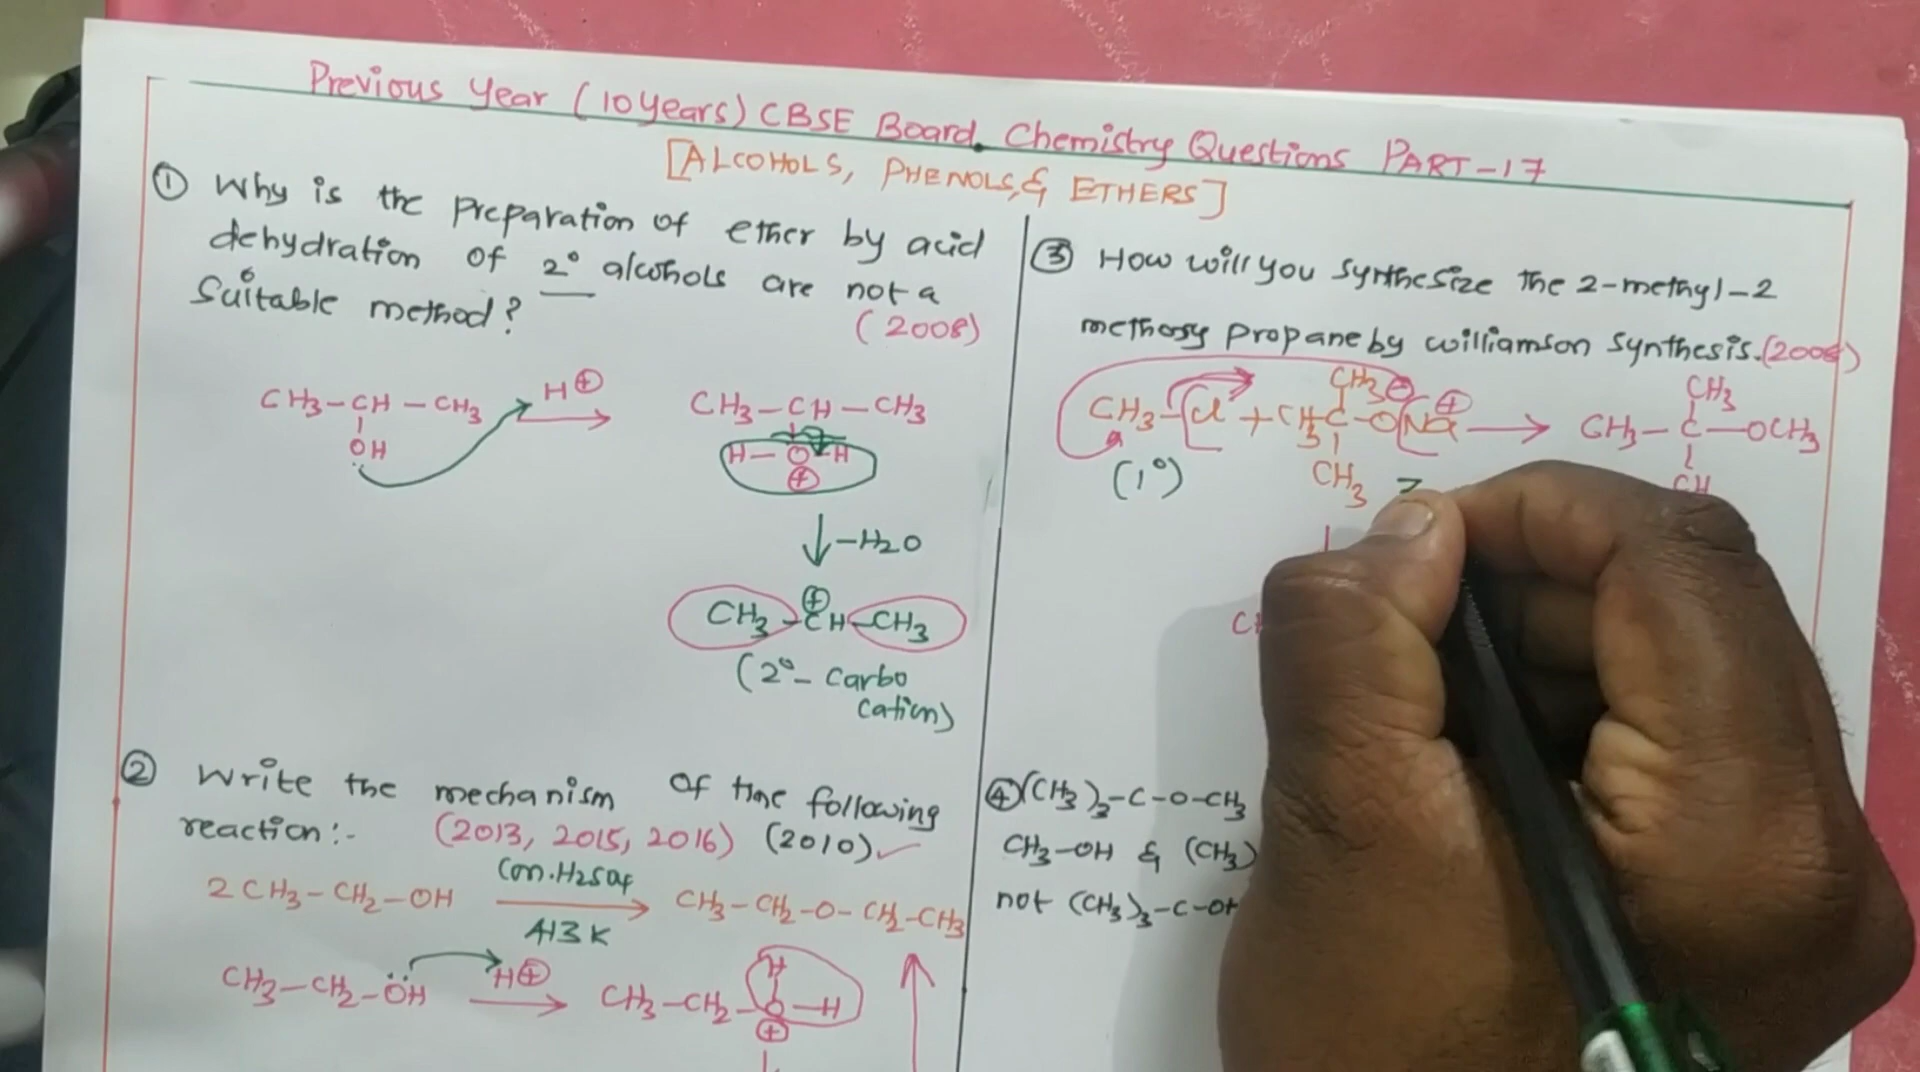 Previous Year (10 years) CBSE Board Chemistry Questions PART-17
[ALCOHOLS, PHENOLS, & ETHERS]
① Why is the preparation of ether by acid
dehydration of 2° alcohols are not a
Suitable method?
(2008)
CH3-CH-CH3 H⊕
OH
CH3-CH-CH3
H-O-H
⊕
-H2O
⊕
CH3-CH-CH3
(2°- Carbo
cation)
② Write the mechanism of the following
reaction:- (2013, 2015, 2016) (2010) ✓
Con.H2SO4
2CH3-CH2-OH → CH3-CH2-O-CH2-CH3
413 K
CH3-CH2-ÖH H⊕ →
H
CH3-CH2-O-H
⊕
③ How will you Synthesize The 2-methyl-2
methoxy propane by williamson Synthesis.
CH3 ⊖ ⊕
CH3-Cl + CH3-C-ONa →
(1°) CH3
CH3
CH3-C-OCH3
CH
④ (CH3)3-C-O-CH3
CH3-OH & (CH3)
not (CH3)3-C-OH